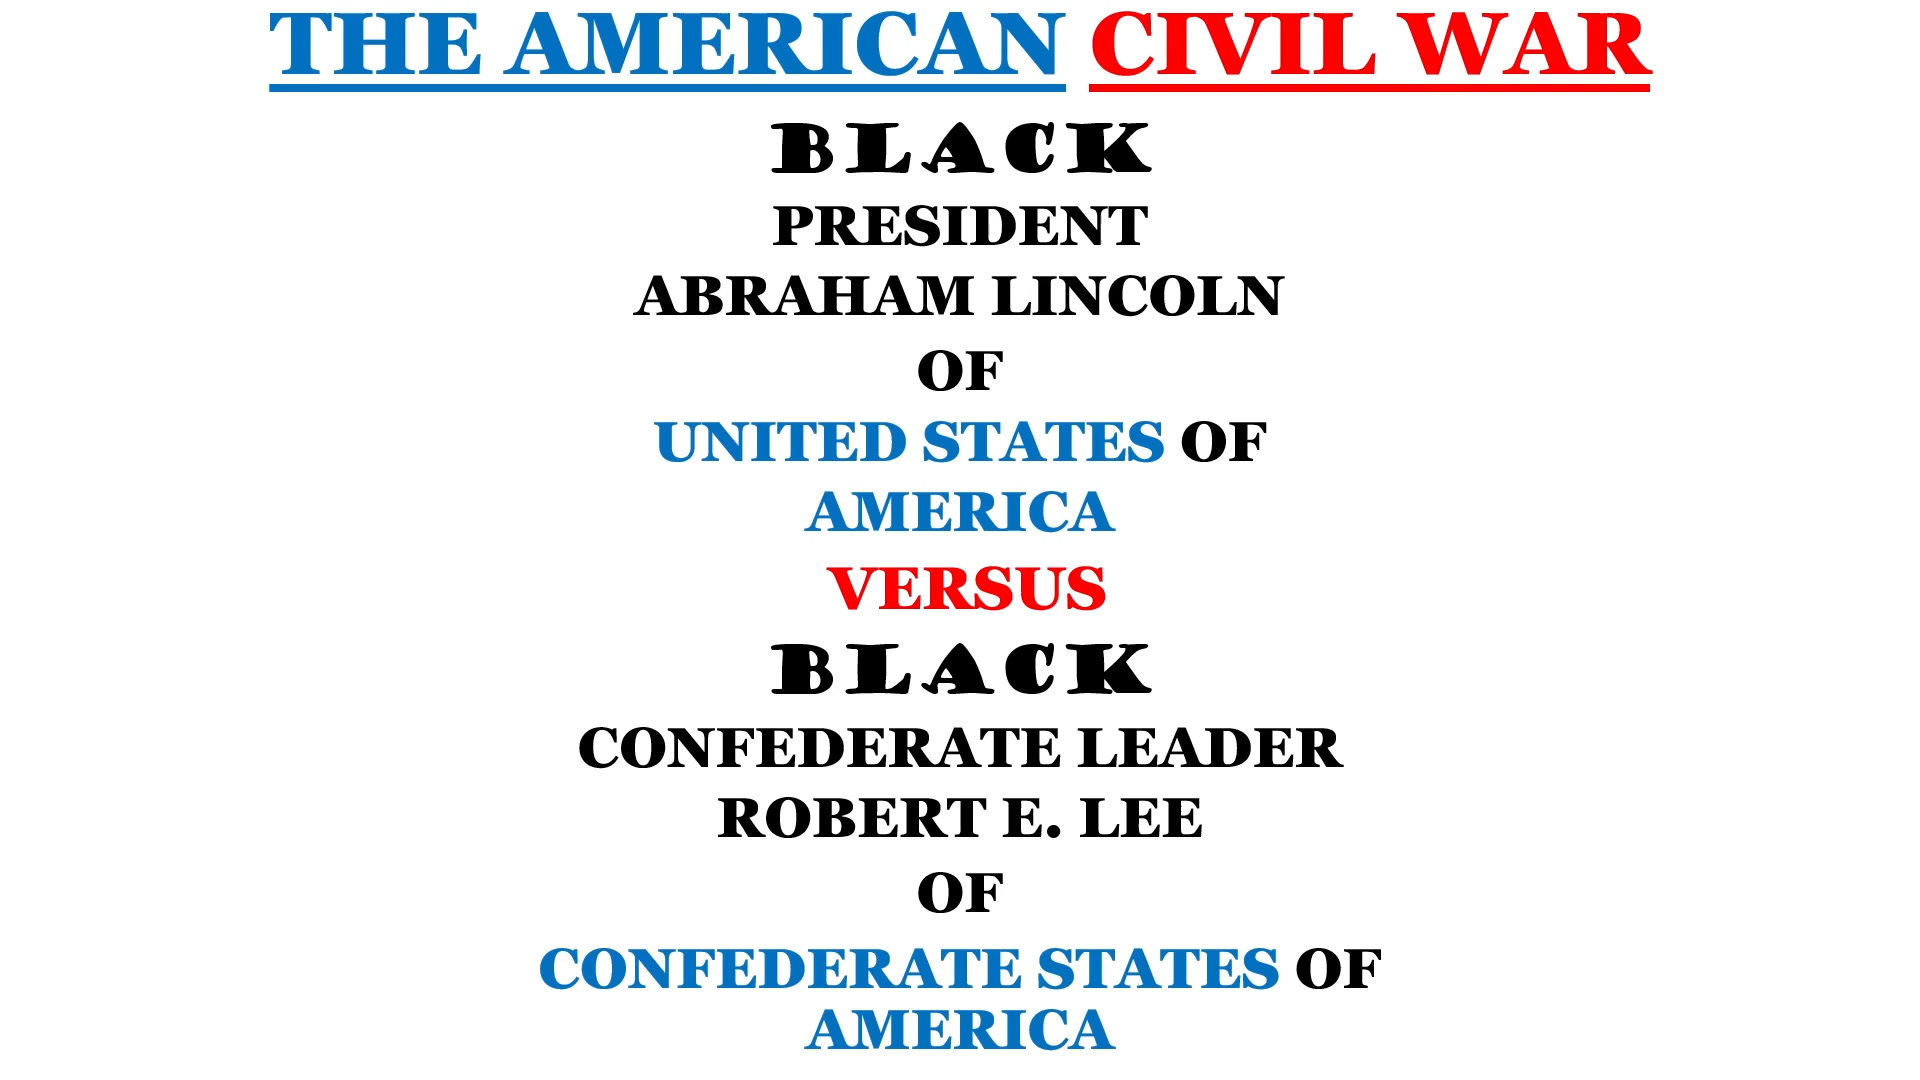 THE AMERICAN CIVIL WAR
BLACK
PRESIDENT
ABRAHAM LINCOLN
OF
UNITED STATES OF
AMERICA
VERSUS
BLACK
CONFEDERATE LEADER
ROBERT E. LEE
OF
CONFEDERATE STATES OF
AMERICA